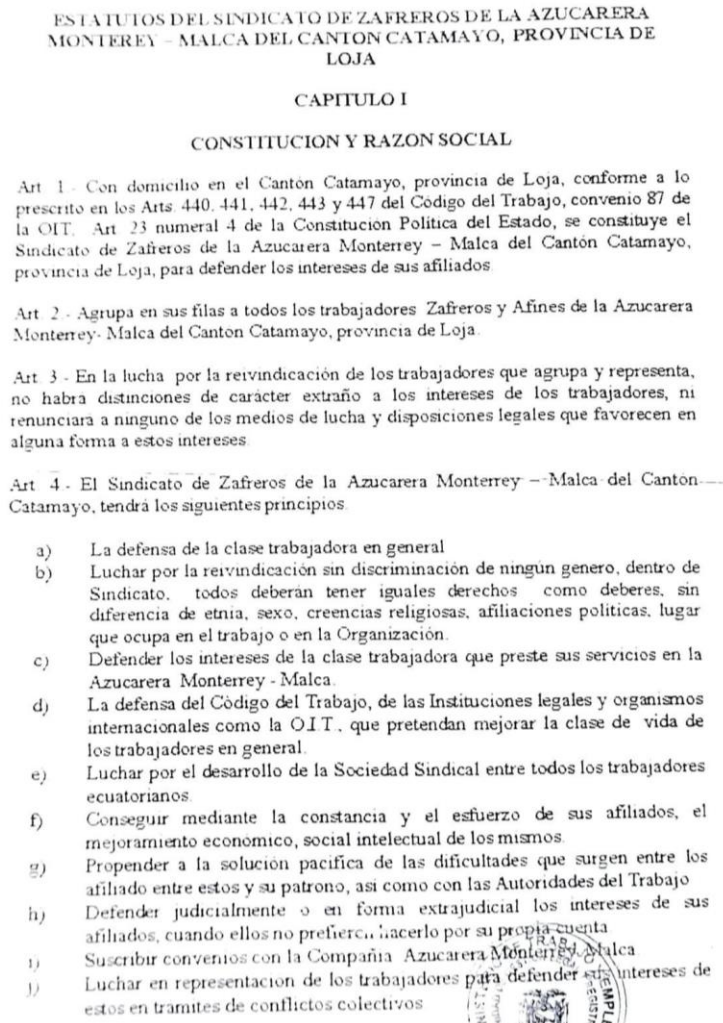 ESTATUTOS DEL SINDICATO DE ZAFREROS DE LA AZUCARERA
MONTEREY – MALCA DEL CANTON CATAMAYO, PROVINCIA DE
LOJA
CAPITULO I
CONSTITUCION Y RAZON SOCIAL
Art. 1.- Con domicilio en el Cantón Catamayo, provincia de Loja, conforme a lo
prescrito en los Arts. 440, 441, 442, 443 y 447 del Código del Trabajo, convenio 87 de
la OIT. Art 23 numeral 4 de la Constitución Política del Estado, se constituye el
Sindicato de Zafreros de la Azucarera Monterrey – Malca del Cantón Catamayo,
provincia de Loja, para defender los intereses de sus afiliados
Art. 2.- Agrupa en sus filas a todos los trabajadores Zafreros y Afines de la Azucarera
Monterrey- Malca del Canton Catamayo, provincia de Loja.
Art. 3.- En la lucha por la reivindicación de los trabajadores que agrupa y representa,
no habra distinciones de carácter extraño a los intereses de los trabajadores, ni
renunciara a ninguno de los medios de lucha y disposiciones legales que favorecen en
alguna forma a estos intereses
Art. 4.- El Sindicato de Zafreros de la Azucarera Monterrey – Malca del Canton
Catamayo, tendrá los siguientes principios.
a) La defensa de la clase trabajadora en general
b) Luchar por la reivindicación sin discriminación de ningún genero, dentro de
Sindicato, todos deberán tener iguales derechos como deberes, sin
diferencia de etnia, sexo, creencias religiosas, afiliaciones politicas, lugar
que ocupa en el trabajo o en la Organización.
c) Defender los intereses de la clase trabajadora que preste sus servicios en la
Azucarera Monterrey - Malca.
d) La defensa del Código del Trabajo, de las Instituciones legales y organismos
internacionales como la O.I.T., que pretendan mejorar la clase de vida de
los trabajadores en general.
e) Luchar por el desarrollo de la Sociedad Sindical entre todos los trabajadores
ecuatorianos.
f) Conseguir mediante la constancia y el esfuerzo de sus afiliados, el
mejoramiento económico, social intelectual de los mismos.
g) Propender a la solución pacifica de las dificultades que surgen entre los
afiliado entre estos y su patrono, asi como con las Autoridades del Trabajo
h) Defender judicialmente o en forma extrajudicial los intereses de sus
afiliados, cuando ellos no prefieren hacerlo por su propia cuenta
i) Suscribir convenios con la Compañia Azucarera Monterrey Malca
j) Luchar en representacion de los trabajadores para defender intereses de
estos en tramites de conflictos colectivos